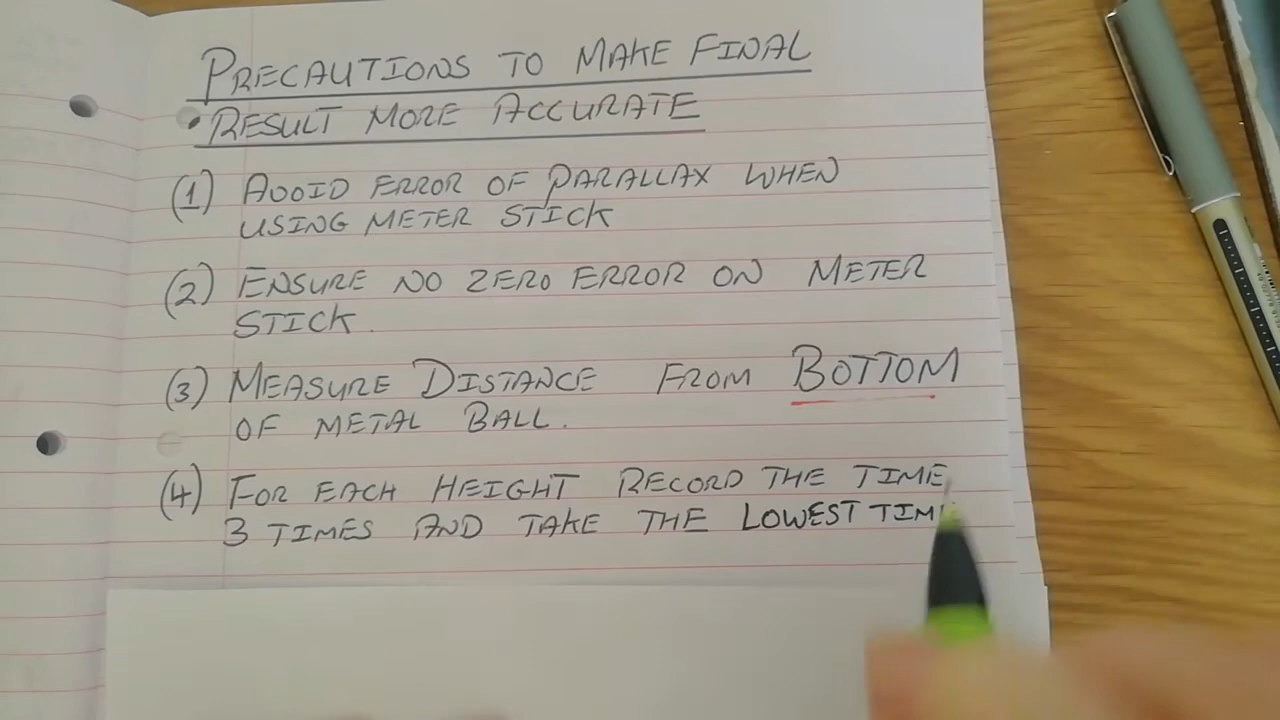 PRECAUTIONS TO MAKE FINAL
• RESULT MORE ACCURATE
(1) AVOID ERROR OF PARALLAX WHEN
USING METER STICK
(2) ENSURE NO ZERO ERROR ON METER
STICK.
(3) MEASURE DISTANCE FROM BOTTOM
OF METAL BALL.
(4) FOR EACH HEIGHT RECORD THE TIME
3 TIMES AND TAKE THE LOWEST TIME